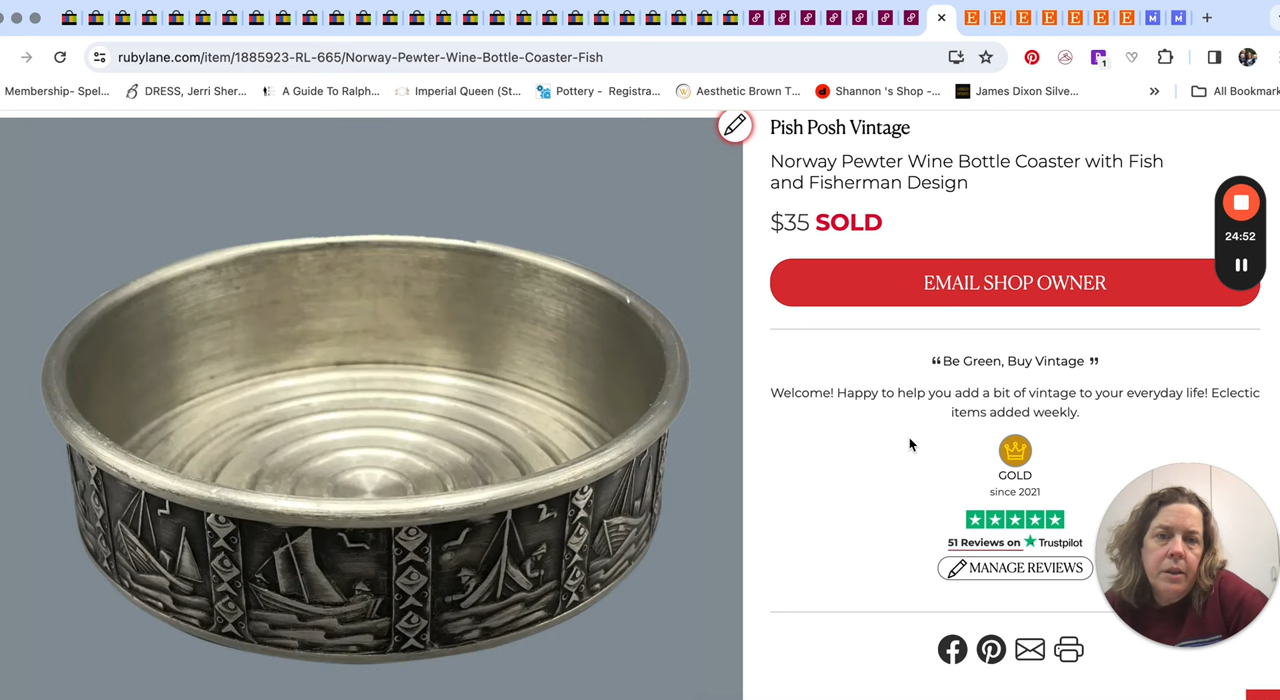 rubylane.com/item/1885923-RL-665/Norway-Pewter-Wine-Bottle-Coaster-Fish
1
Membership- Spel...
DRESS, Jerri Sher...
A Guide To Ralph...
Imperial Queen (St...
Pottery - Registra...
Aesthetic Brown T...
Shannon 's Shop -...
James Dixon Silve...
»
All Bookmark
Pish Posh Vintage
Norway Pewter Wine Bottle Coaster with Fish
and Fisherman Design
$35 SOLD
24:52
EMAIL SHOP OWNER
“Be Green, Buy Vintage ”
Welcome! Happy to help you add a bit of vintage to your everyday life! Eclectic
items added weekly.
GOLD
since 2021
51 Reviews on Trustpilot
MANAGE REVIEWS